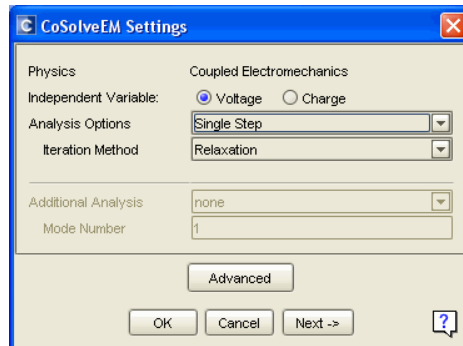 CoSolveEM Settings
Physics Coupled Electromechanics
Independent Variable: Voltage Charge
Analysis Options Single Step
Iteration Method Relaxation
Additional Analysis none
Mode Number 1
Advanced
OK Cancel Next ->
?